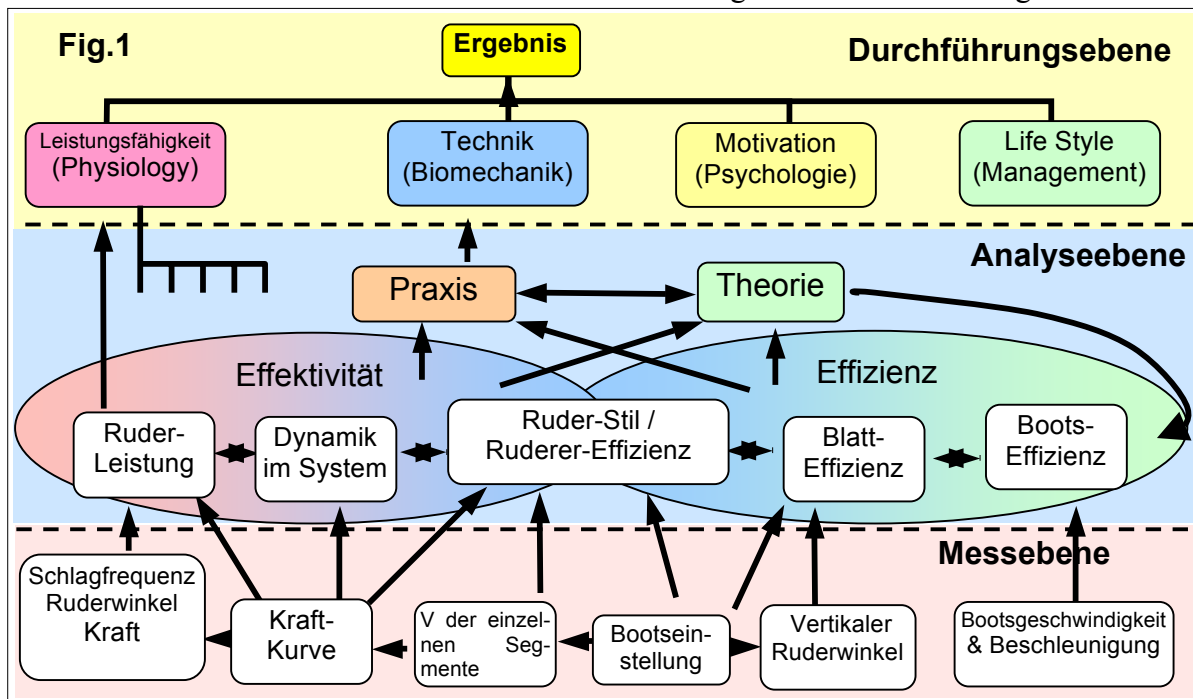 Fig.1
Ergebnis
Durchführungsebene
Leistungsfähigkeit
(Physiology)
Technik
(Biomechanik)
Motivation
(Psychologie)
Life Style
(Management)
Analyseebene
Praxis
Theorie
Effektivität
Effizienz
Ruder-
Leistung
Dynamik
im System
Ruder-Stil /
Ruderer-Effizienz
Blatt-
Effizienz
Boots-
Effizienz
Messebene
Schlagfrequenz
Ruderwinkel
Kraft
Kraft-
Kurve
V der einzel-
nen Seg-
mente
Bootsein-
stellung
Vertikaler
Ruderwinkel
Bootsgeschwindigkeit
& Beschleunigung